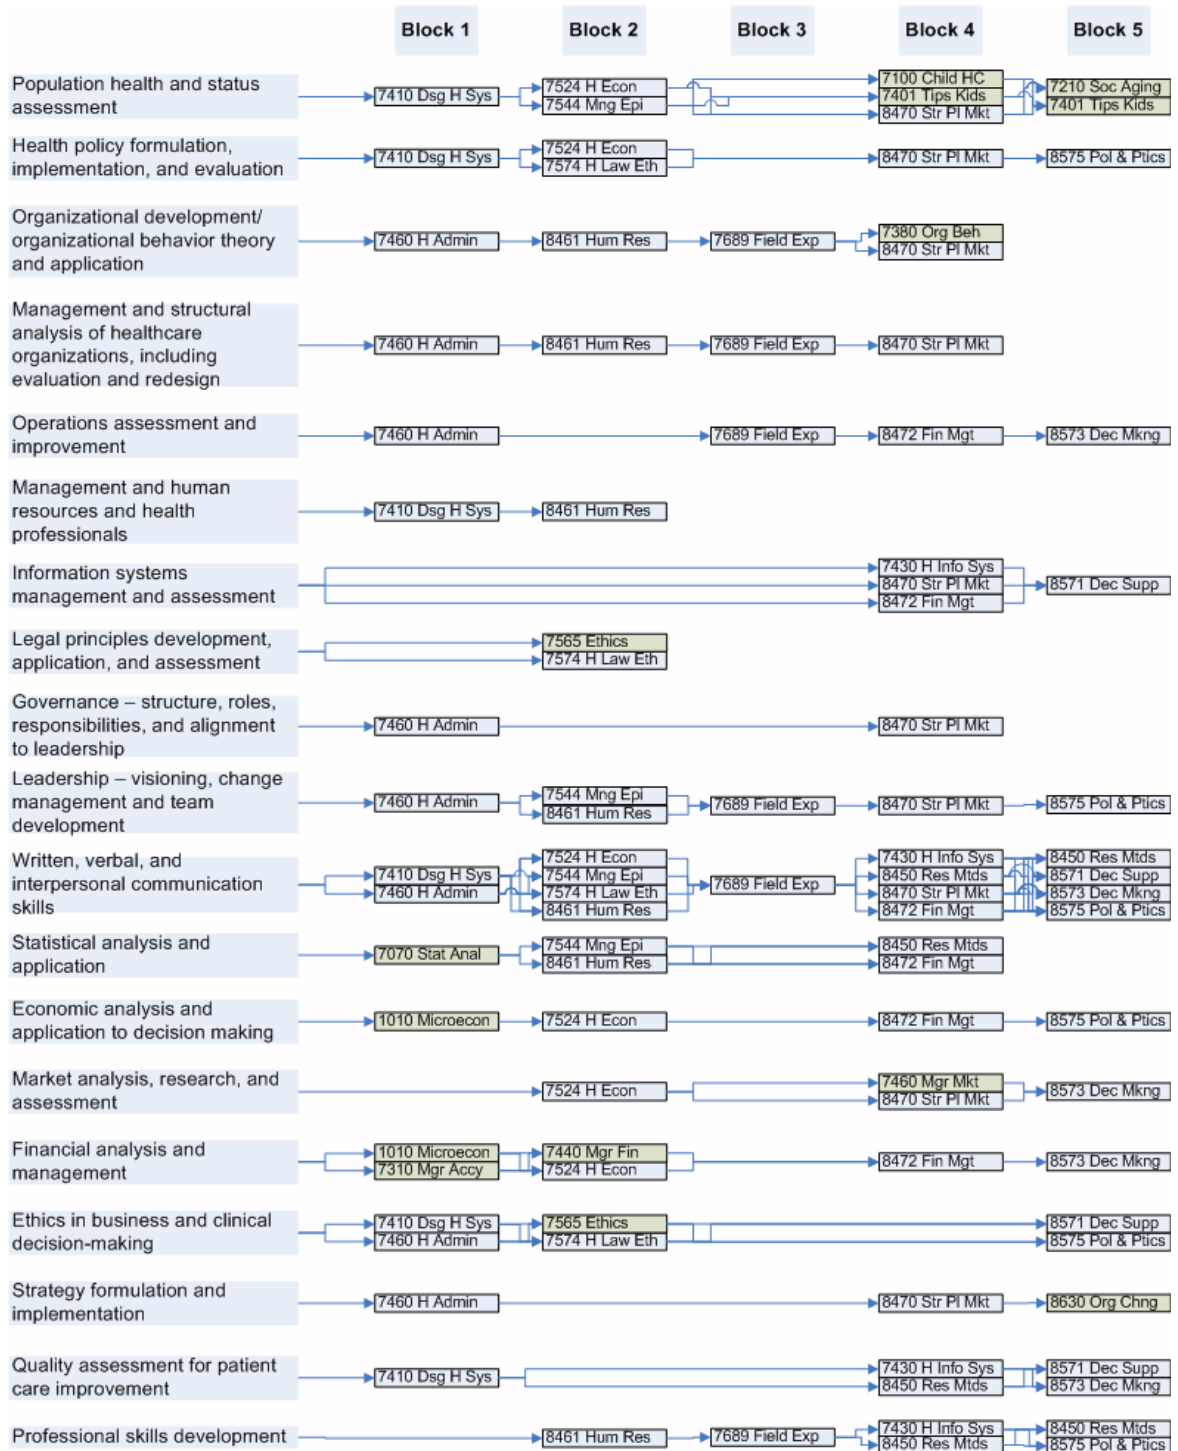 Block 1 Block 2 Block 3 Block 4 Block 5
Population health and status
assessment
7410 Dsg H Sys
7524 H Econ
7544 Mng Epi
7100 Child HC
7401 Tips Kids
8470 Str Pl Mkt
7210 Soc Aging
7401 Tips Kids
Health policy formulation,
implementation, and evaluation
7410 Dsg H Sys
7524 H Econ
7574 H Law Eth
8470 Str Pl Mkt
8575 Pol & Ptics
Organizational development/
organizational behavior theory
and application
7460 H Admin
8461 Hum Res
7689 Field Exp
7380 Org Beh
8470 Str Pl Mkt
Management and structural
analysis of healthcare
organizations, including
evaluation and redesign
7460 H Admin
8461 Hum Res
7689 Field Exp
8470 Str Pl Mkt
Operations assessment and
improvement
7460 H Admin
7689 Field Exp
8472 Fin Mgt
8573 Dec Mkng
Management and human
resources and health
professionals
7410 Dsg H Sys
8461 Hum Res
Information systems
management and assessment
7430 H Info Sys
8470 Str Pl Mkt
8472 Fin Mgt
8571 Dec Supp
Legal principles development,
application, and assessment
7565 Ethics
7574 H Law Eth
Governance – structure, roles,
responsibilities, and alignment
to leadership
7460 H Admin
8470 Str Pl Mkt
Leadership – visioning, change
management and team
development
7460 H Admin
7544 Mng Epi
8461 Hum Res
7689 Field Exp
8470 Str Pl Mkt
8575 Pol & Ptics
Written, verbal, and
interpersonal communication
skills
7410 Dsg H Sys
7460 H Admin
7524 H Econ
7544 Mng Epi
7574 H Law Eth
8461 Hum Res
7689 Field Exp
7430 H Info Sys
8450 Res Mtds
8470 Str Pl Mkt
8472 Fin Mgt
8450 Res Mtds
8571 Dec Supp
8573 Dec Mkng
8575 Pol & Ptics
Statistical analysis and
application
7070 Stat Anal
7544 Mng Epi
8461 Hum Res
8450 Res Mtds
8472 Fin Mgt
Economic analysis and
application to decision making
1010 Microecon
7524 H Econ
8472 Fin Mgt
8575 Pol & Ptics
Market analysis, research, and
assessment
7524 H Econ
7460 Mgr Mkt
8470 Str Pl Mkt
8573 Dec Mkng
Financial analysis and
management
1010 Microecon
7310 Mgr Accy
7440 Mgr Fin
7524 H Econ
8472 Fin Mgt
8573 Dec Mkng
Ethics in business and clinical
decision-making
7410 Dsg H Sys
7460 H Admin
7565 Ethics
7574 H Law Eth
8571 Dec Supp
8575 Pol & Ptics
Strategy formulation and
implementation
7460 H Admin
8470 Str Pl Mkt
8630 Org Chng
Quality assessment for patient
care improvement
7410 Dsg H Sys
7430 H Info Sys
8450 Res Mtds
8571 Dec Supp
8573 Dec Mkng
Professional skills development
8461 Hum Res
7689 Field Exp
7430 H Info Sys
8450 Res Mtds
8450 Res Mtds
8575 Pol & Ptics